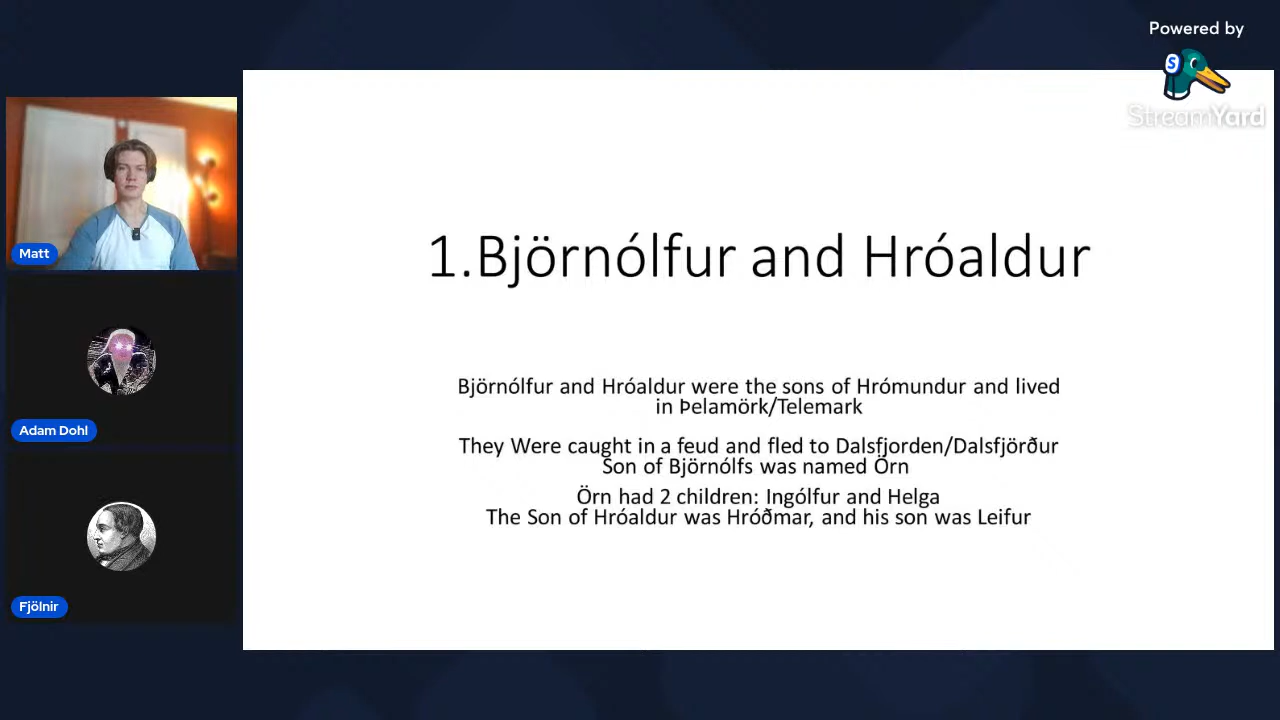 Powered by
StreamYard
Matt
Adam Dohl
Fjölnir
1.Björnólfur and Hróaldur
Björnólfur and Hróaldur were the sons of Hrómundur and lived
in Þelamörk/Telemark
They Were caught in a feud and fled to Dalsfjorden/Dalsfjörður
Son of Björnólfs was named Örn
Örn had 2 children: Ingólfur and Helga
The Son of Hróaldur was Hróðmar, and his son was Leifur